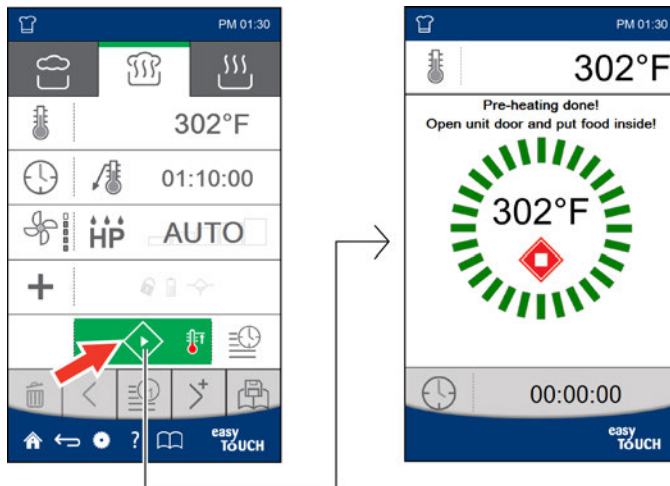 PM 01:30
302°F
01:10:00
HP AUTO
?
easy
TOUCH
PM 01:30
302°F
Pre-heating done!
Open unit door and put food inside!
302°F
00:00:00
easy
TOUCH